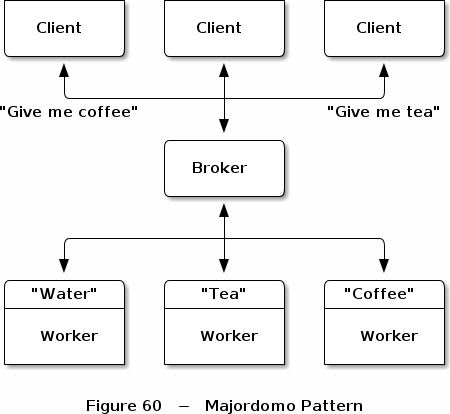 Client Client Client
"Give me coffee" "Give me tea"
Broker
"Water" "Tea" "Coffee"
Worker Worker Worker
Figure 60 – Majordomo Pattern